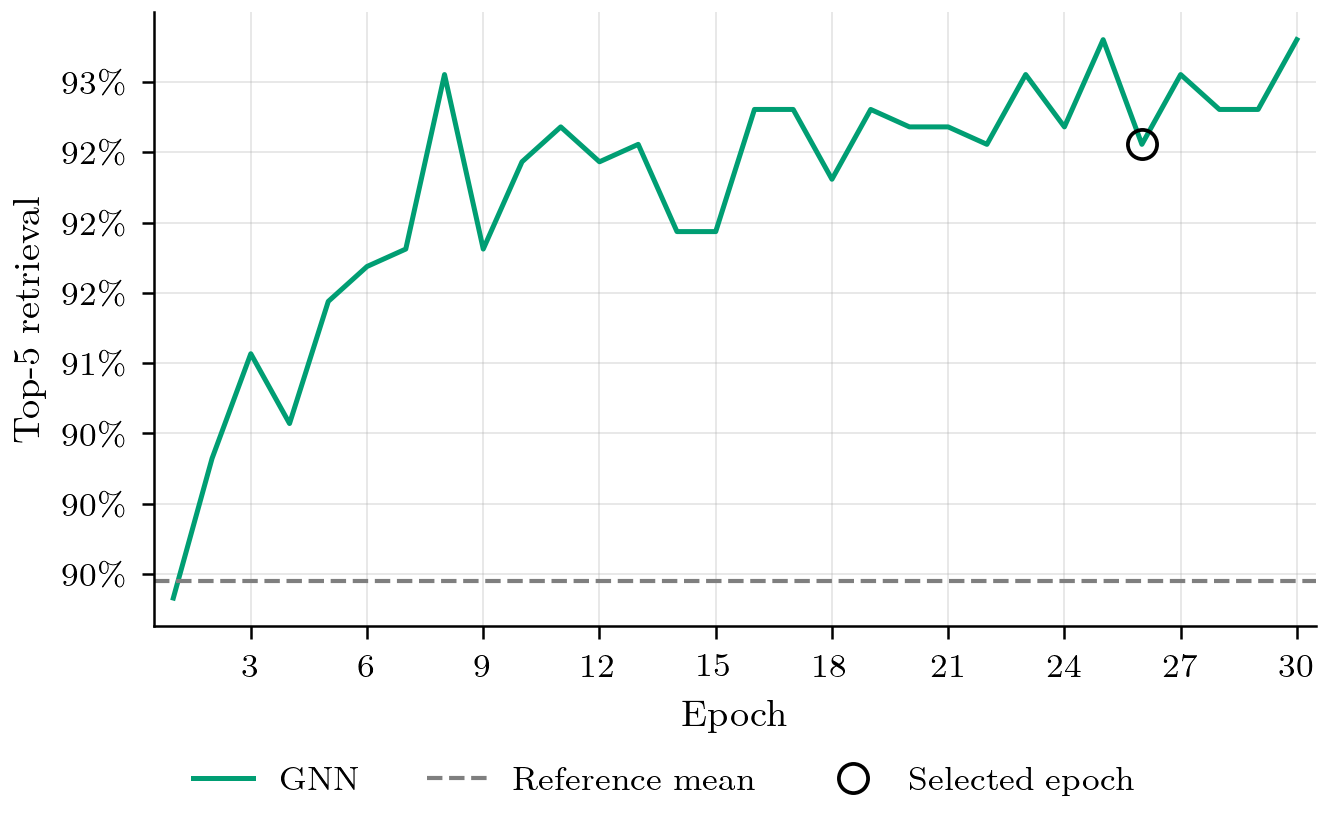 93%
92%
92%
92%
91%
90%
90%
90%
Top-5 retrieval
3 6 9 12 15 18 21 24 27 30
Epoch
GNN Reference mean Selected epoch